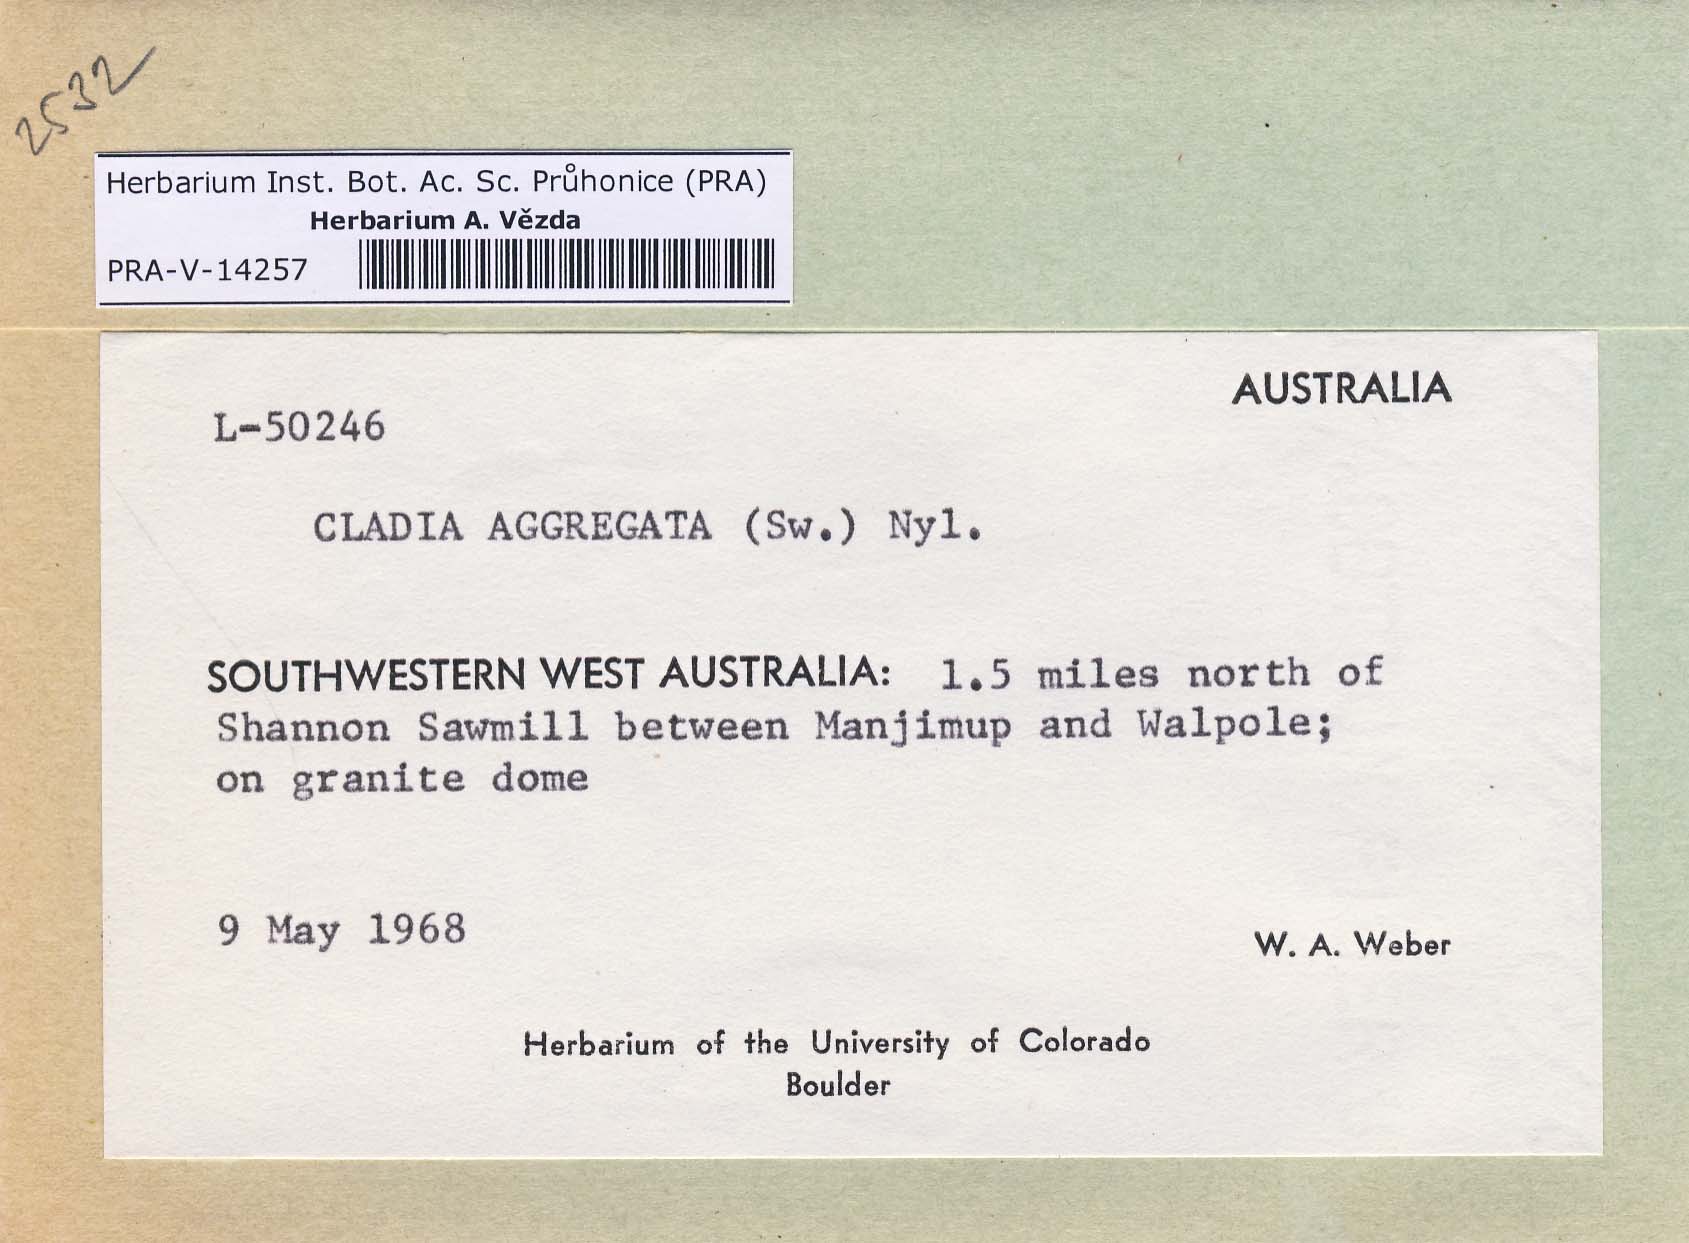 2532
Herbarium Inst. Bot. Ac. Sc. Průhonice (PRA)
Herbarium A. Vězda
PRA-V-14257
AUSTRALIA
L-50246
CLADIA AGGREGATA (Sw.) Nyl.
SOUTHWESTERN WEST AUSTRALIA: 1.5 miles north of
Shannon Sawmill between Manjimup and Walpole;
on granite dome
9 May 1968
W. A. Weber
Herbarium of the University of Colorado
Boulder